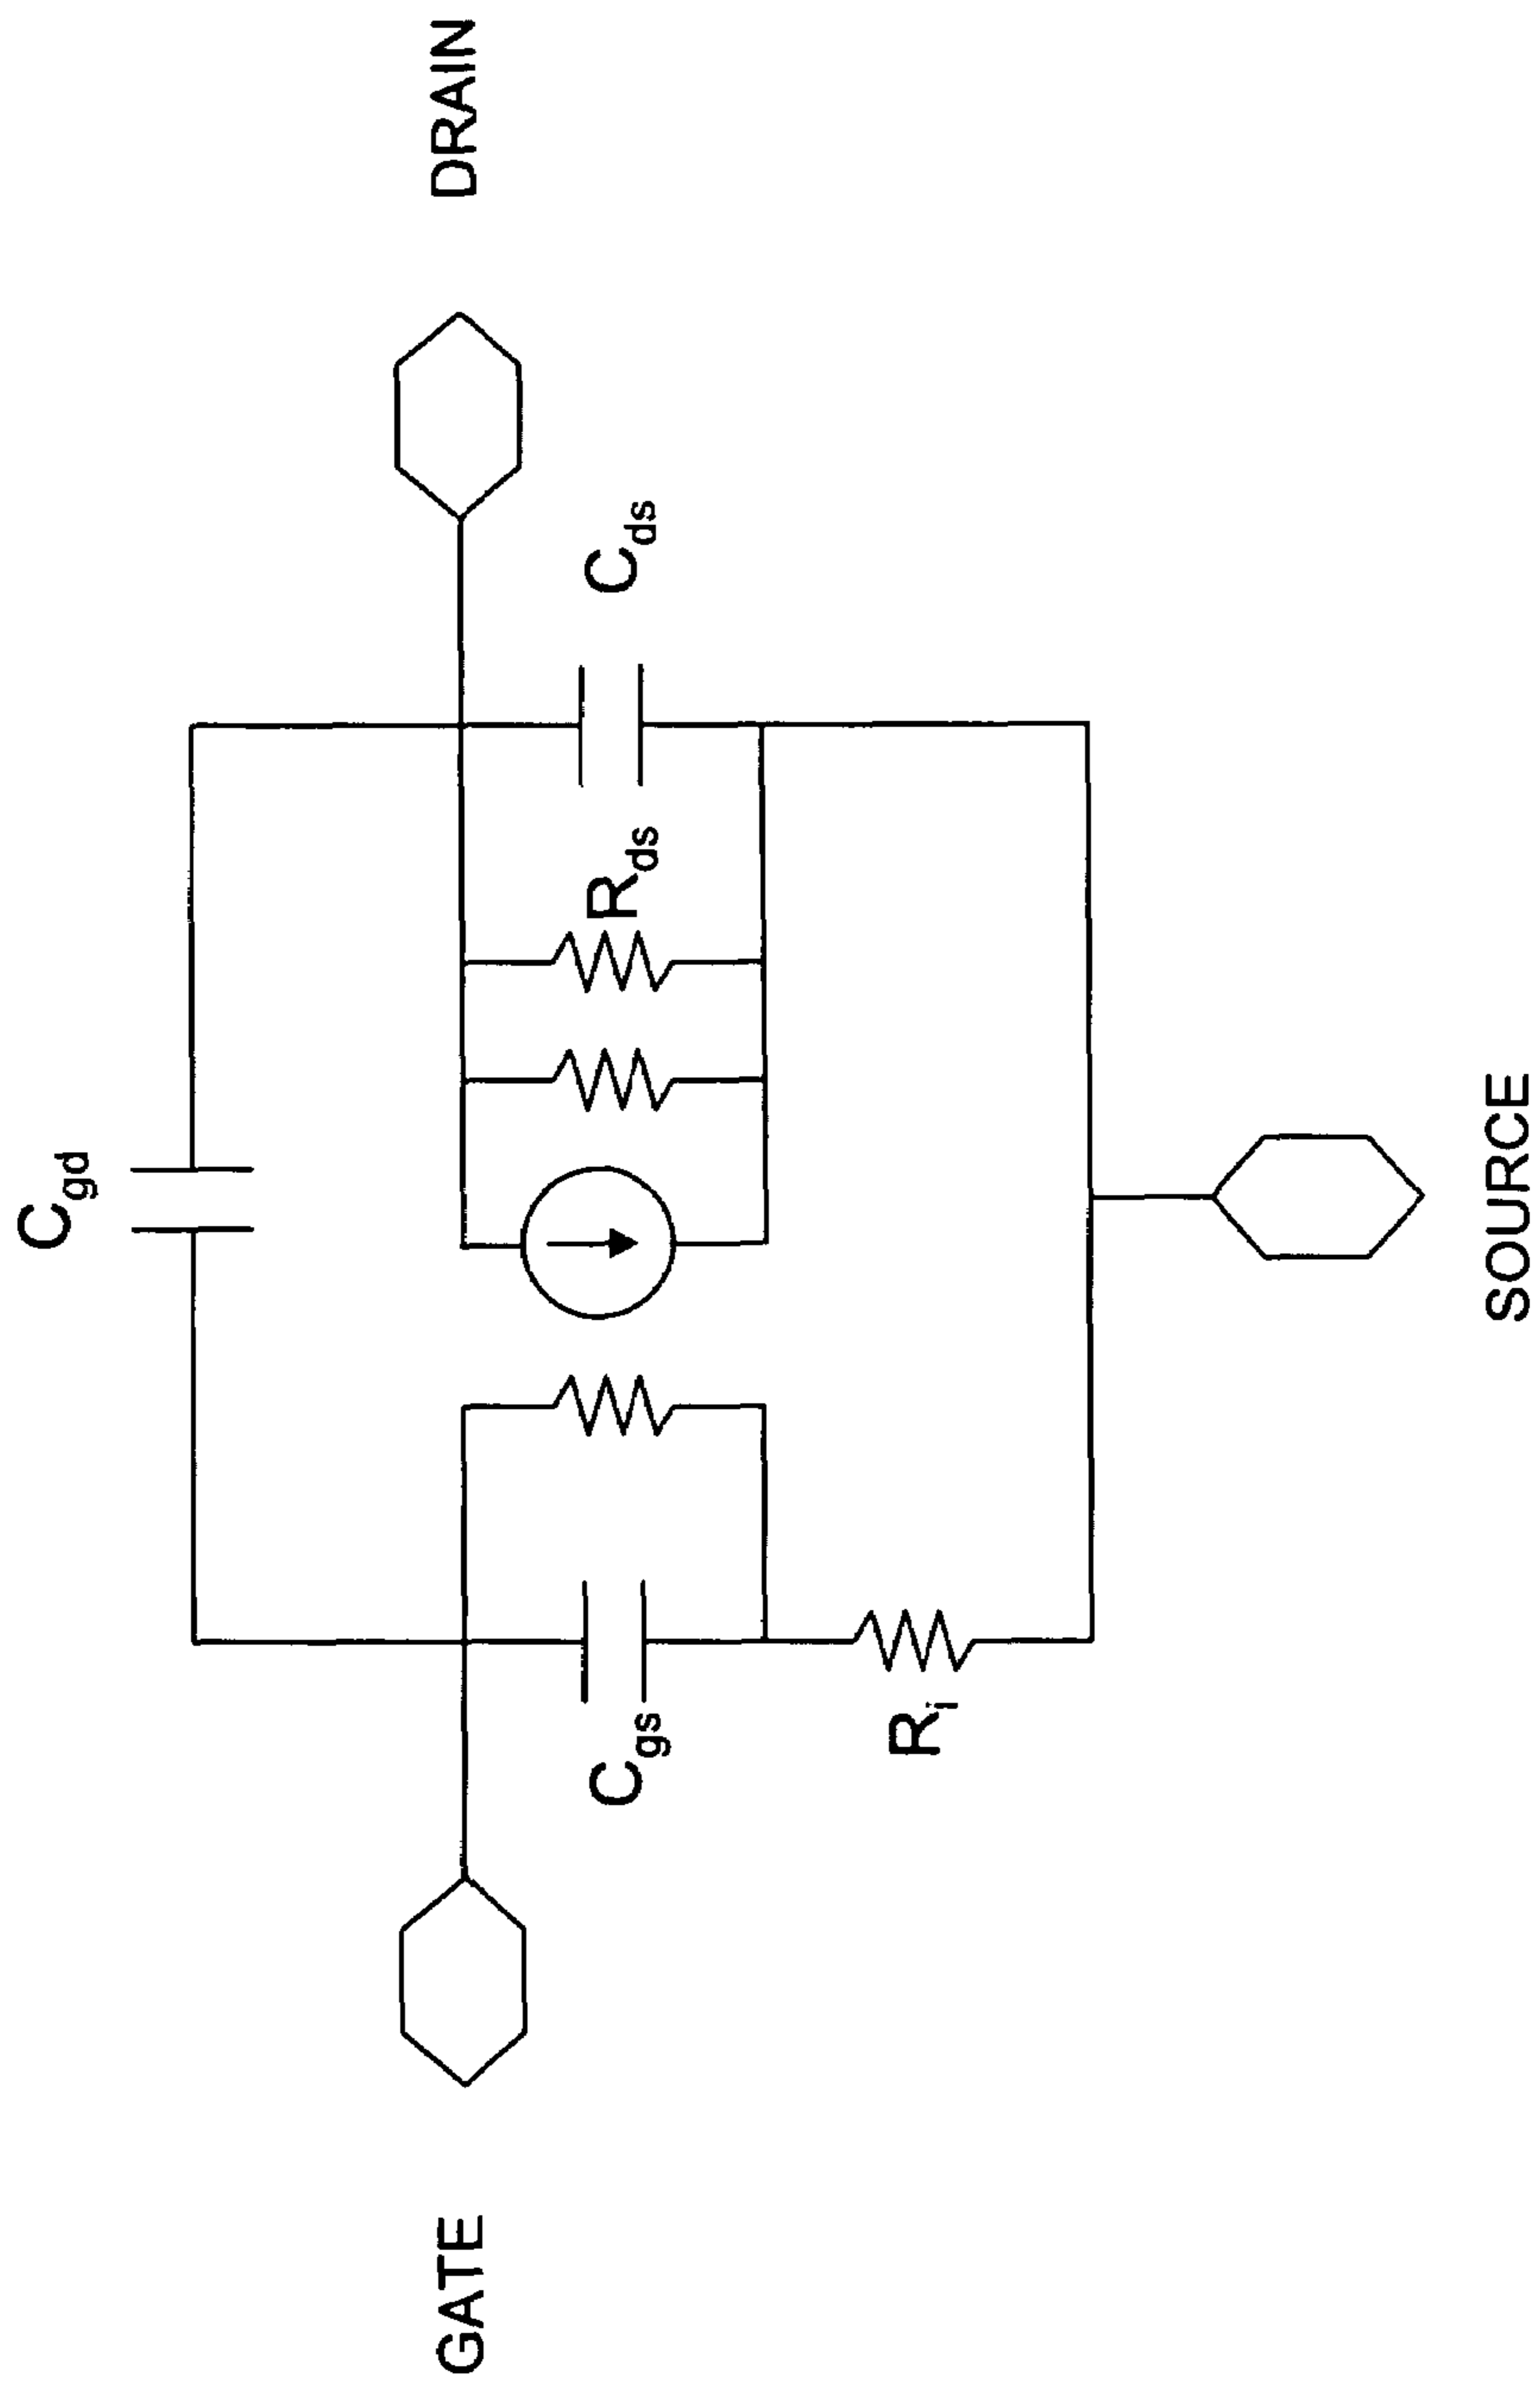 C_gd
GATE
DRAIN
C_gs
R_ds
C_ds
R_i
SOURCE